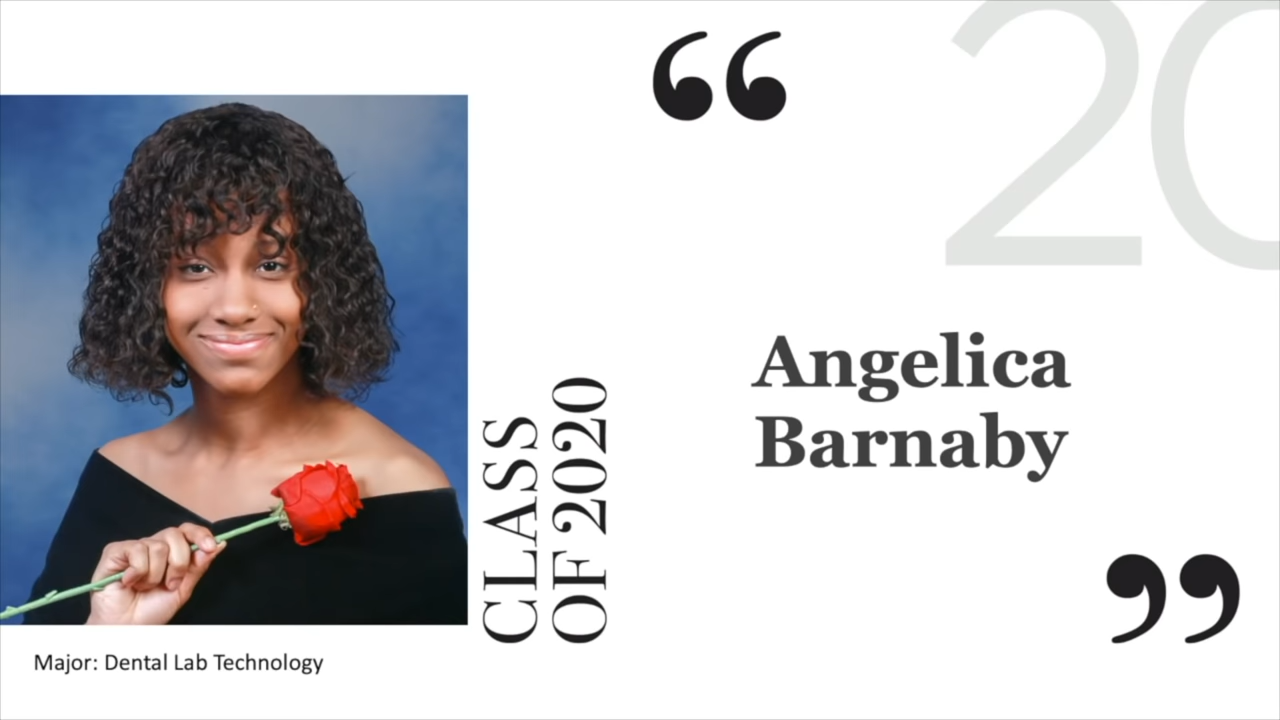 20
“
Angelica
Barnaby
”
CLASS
OF 2020
Major: Dental Lab Technology